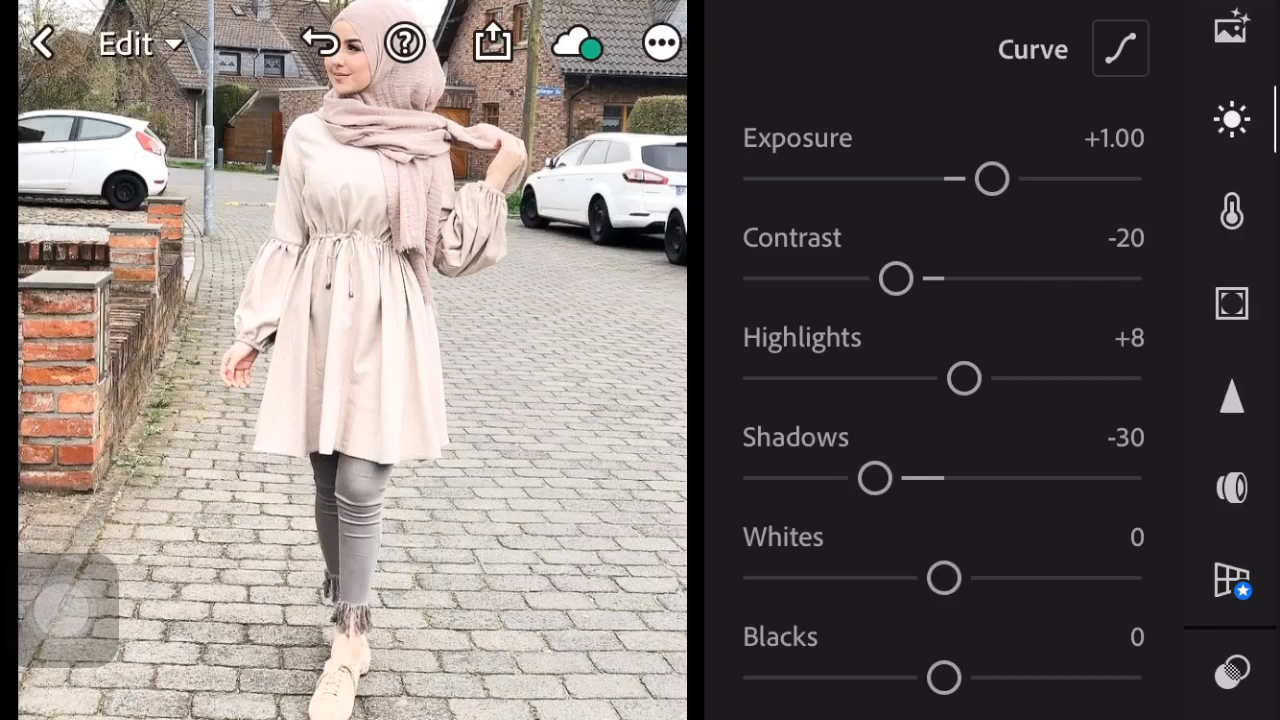 Edit
Curve
Exposure +1.00
Contrast -20
Highlights +8
Shadows -30
Whites 0
Blacks 0